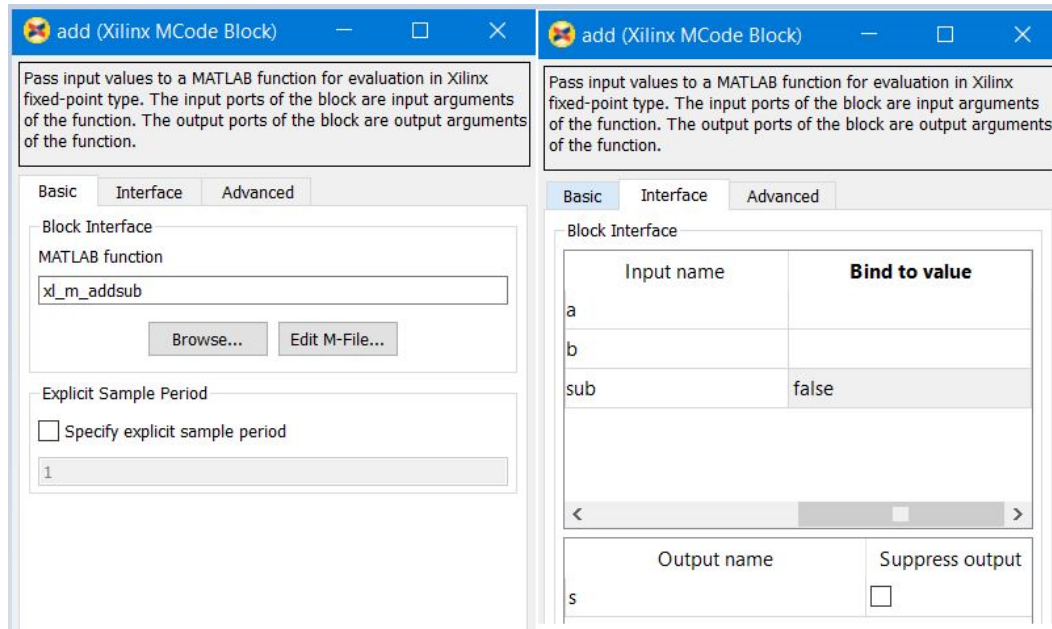 add (Xilinx MCode Block)
Pass input values to a MATLAB function for evaluation in Xilinx
fixed-point type. The input ports of the block are input arguments
of the function. The output ports of the block are output arguments
of the function.
Basic Interface Advanced
Block Interface
MATLAB function
xl_m_addsub
Browse... Edit M-File...
Explicit Sample Period
Specify explicit sample period
1
add (Xilinx MCode Block)
Pass input values to a MATLAB function for evaluation in Xilinx
fixed-point type. The input ports of the block are input arguments
of the function. The output ports of the block are output arguments
of the function.
Basic Interface Advanced
Block Interface
Input name Bind to value
a
b
sub false
Output name Suppress output
s